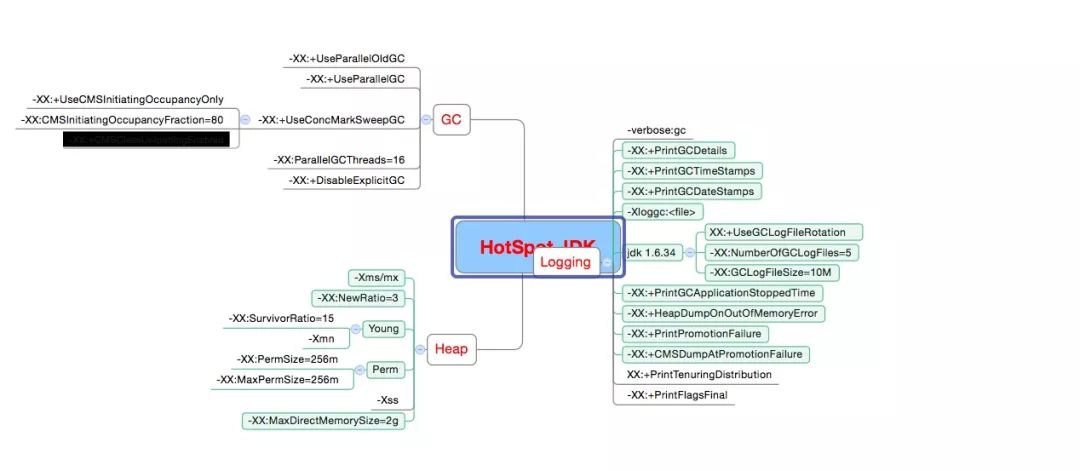 -XX:+UseParallelOldGC
-XX:+UseParallelGC
-XX:+UseCMSInitiatingOccupancyOnly
-XX:CMSInitiatingOccupancyFraction=80
-XX:+UseConcMarkSweepGC
GC
-XX:ParallelGCThreads=16
-XX:+DisableExplicitGC
HotSpot JDK
Logging
-verbose:gc
-XX:+PrintGCDetails
-XX:+PrintGCTimeStamps
-XX:+PrintGCDateStamps
-Xloggc:<file>
jdk 1.6.34
XX:+UseGCLogFileRotation
-XX:NumberOfGCLogFiles=5
-XX:GCLogFileSize=10M
-XX:+PrintGCApplicationStoppedTime
-XX:+HeapDumpOnOutOfMemoryError
-XX:+PrintPromotionFailure
-XX:+CMSDumpAtPromotionFailure
XX:+PrintTenuringDistribution
-XX:+PrintFlagsFinal
-Xms/mx
-XX:NewRatio=3
-XX:SurvivorRatio=15
-Xmn
Young
Heap
-XX:PermSize=256m
-XX:MaxPermSize=256m
Perm
-Xss
-XX:MaxDirectMemorySize=2g